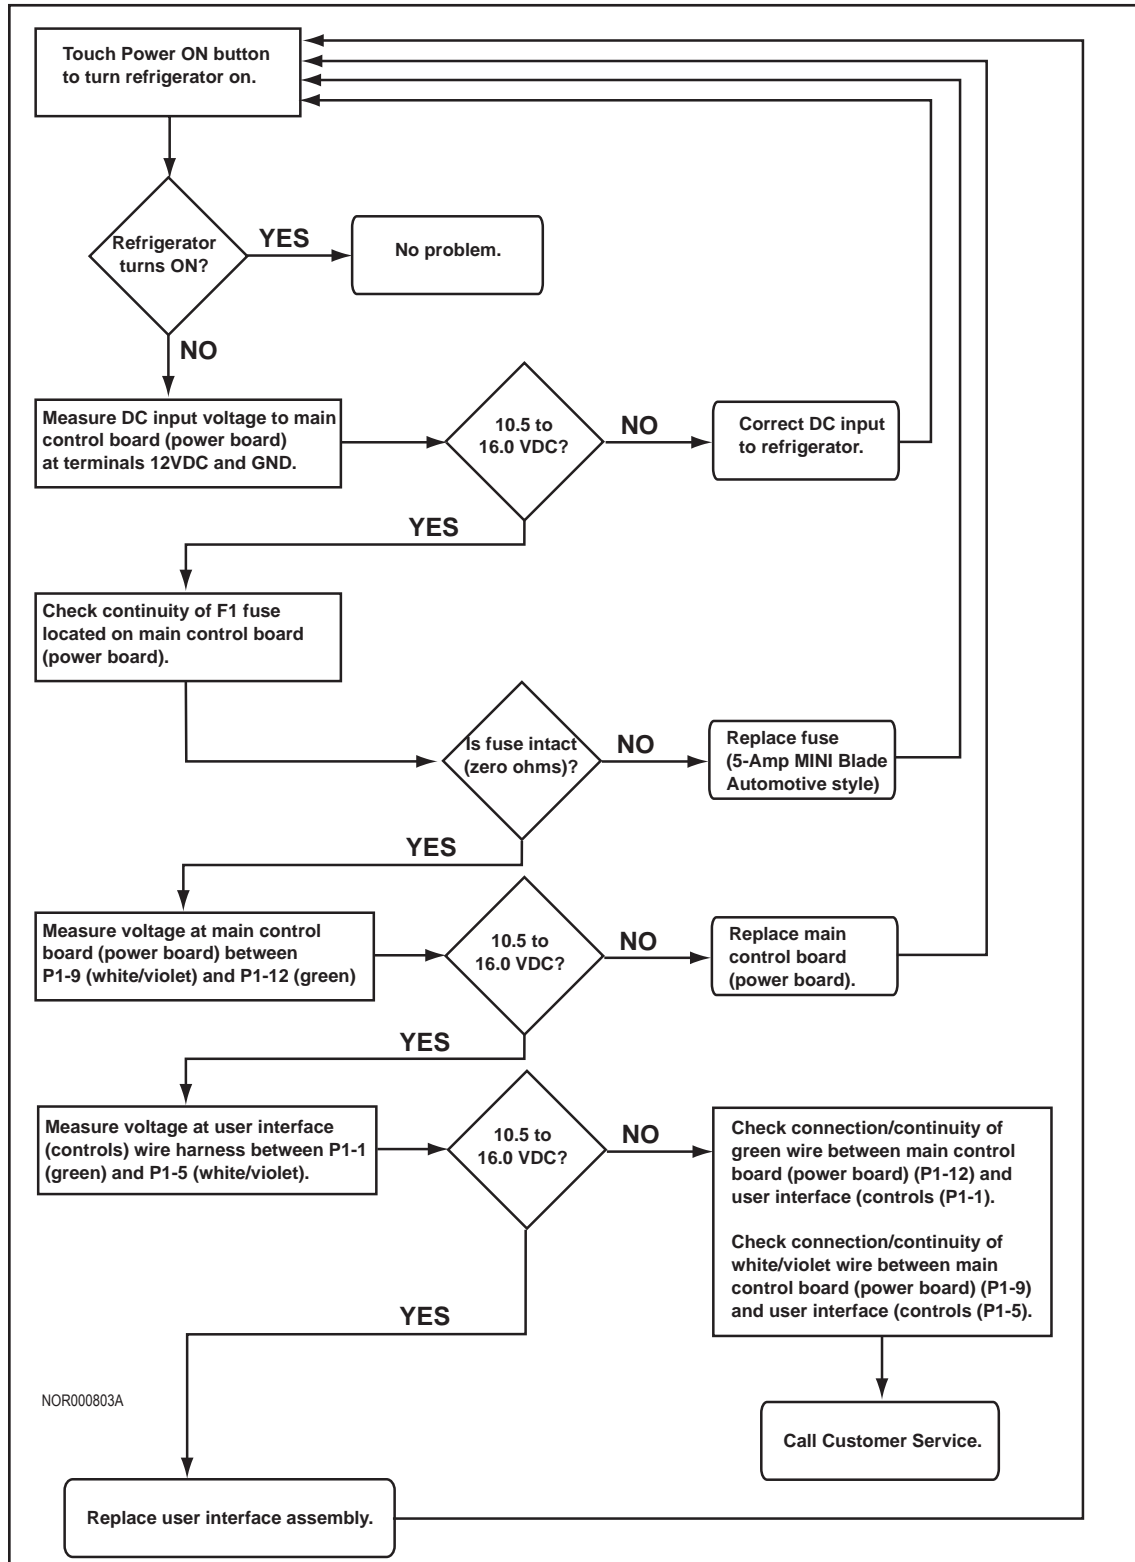 Touch Power ON button
to turn refrigerator on.
Refrigerator
turns ON?
YES
No problem.
NO
Measure DC input voltage to main
control board (power board)
at terminals 12VDC and GND.
10.5 to
16.0 VDC?
NO
Correct DC input
to refrigerator.
YES
Check continuity of F1 fuse
located on main control board
(power board).
Is fuse intact
(zero ohms)?
NO
Replace fuse
(5-Amp MINI Blade
Automotive style)
YES
Measure voltage at main control
board (power board) between
P1-9 (white/violet) and P1-12 (green)
10.5 to
16.0 VDC?
NO
Replace main
control board
(power board).
YES
Measure voltage at user interface
(controls) wire harness between P1-1
(green) and P1-5 (white/violet).
10.5 to
16.0 VDC?
NO
Check connection/continuity of
green wire between main control
board (power board) (P1-12) and
user interface (controls (P1-1).
Check connection/continuity of
white/violet wire between main
control board (power board) (P1-9)
and user interface (controls (P1-5).
YES
NOR000803A
Call Customer Service.
Replace user interface assembly.